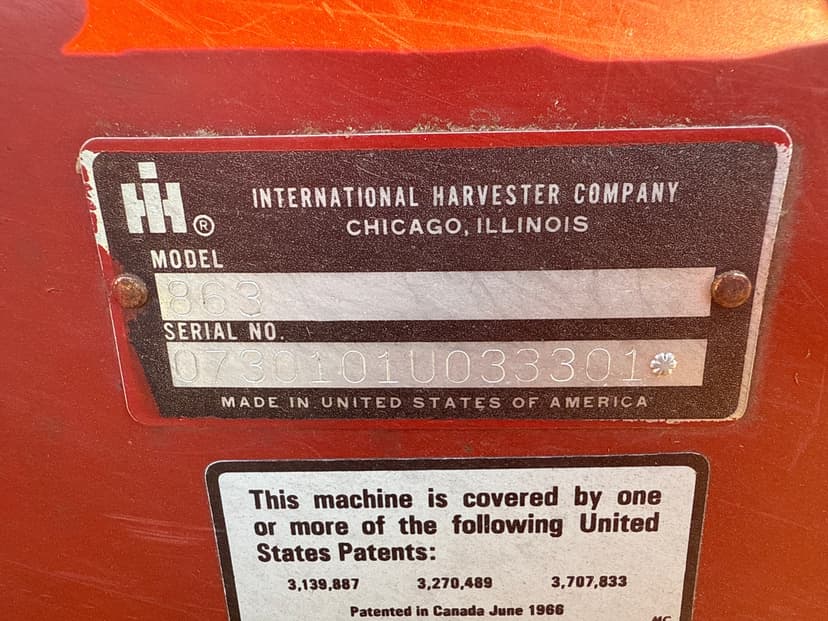 IH®
INTERNATIONAL HARVESTER COMPANY
CHICAGO, ILLINOIS
MODEL
863
SERIAL NO.
0730101U033301
MADE IN UNITED STATES OF AMERICA
This machine is covered by one
or more of the following United
States Patents:
3,139,887 3,270,489 3,707,833
Patented in Canada June 1966